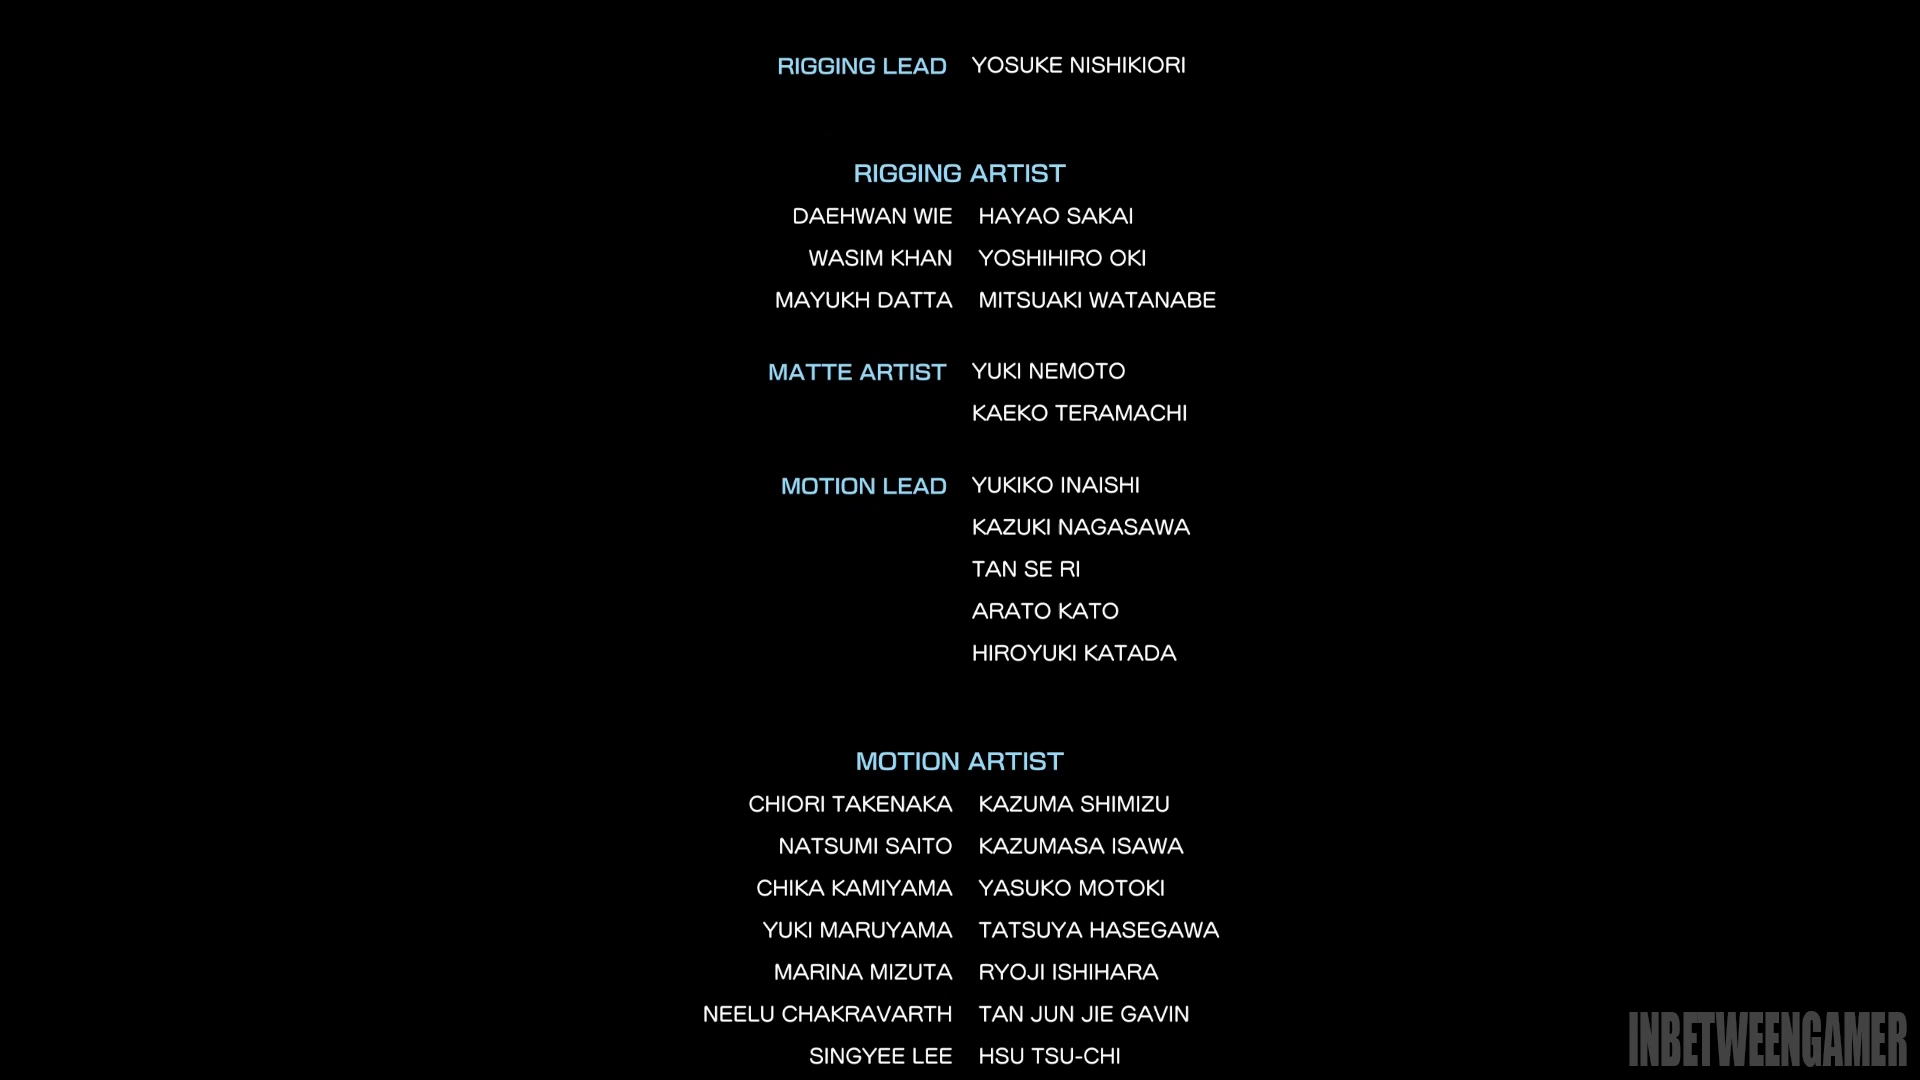 RIGGING LEAD YOSUKE NISHIKIORI
RIGGING ARTIST
DAEHWAN WIE HAYAO SAKAI
WASIM KHAN YOSHIHIRO OKI
MAYUKH DATTA MITSUAKI WATANABE
MATTE ARTIST YUKI NEMOTO
KAEKO TERAMACHI
MOTION LEAD YUKIKO INAISHI
KAZUKI NAGASAWA
TAN SE RI
ARATO KATO
HIROYUKI KATADA
MOTION ARTIST
CHIORI TAKENAKA KAZUMA SHIMIZU
NATSUMI SAITO KAZUMASA ISAWA
CHIKA KAMIYAMA YASUKO MOTOKI
YUKI MARUYAMA TATSUYA HASEGAWA
MARINA MIZUTA RYOJI ISHIHARA
NEELU CHAKRAVARTH TAN JUN JIE GAVIN
SINGYEE LEE HSU TSU-CHI
INBETWEENGAMER